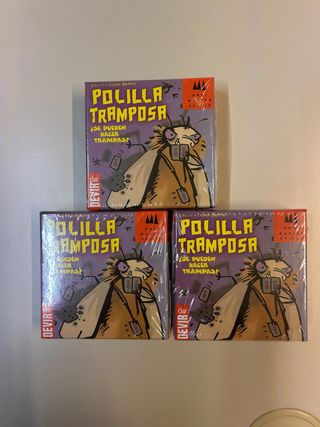 POLILLA
TRAMPOSA
¡SE PUEDEN
HACER
TRAMPAS!
DEVIR
POLILLA
TRAMPOSA
¡SE PUEDEN
HACER
TRAMPAS!
DEVIR
POLILLA
TRAMPOSA
¡SE PUEDEN
HACER
TRAMPAS!
DEVIR